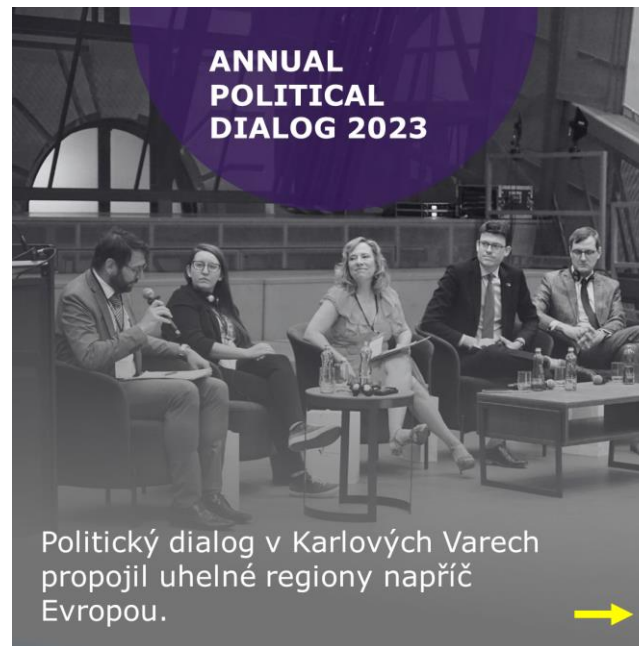 ANNUAL
POLITICAL
DIALOG 2023
Politický dialog v Karlových Varech
propojil uhelné regiony napříč
Evropou.